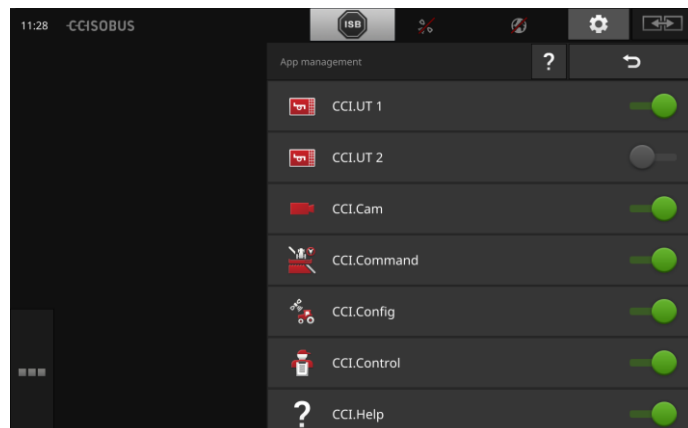 11:28 CCISOBUS
ISB
App management ?
CCI.UT 1
CCI.UT 2
CCI.Cam
CCI.Command
CCI.Config
CCI.Control
? CCI.Help